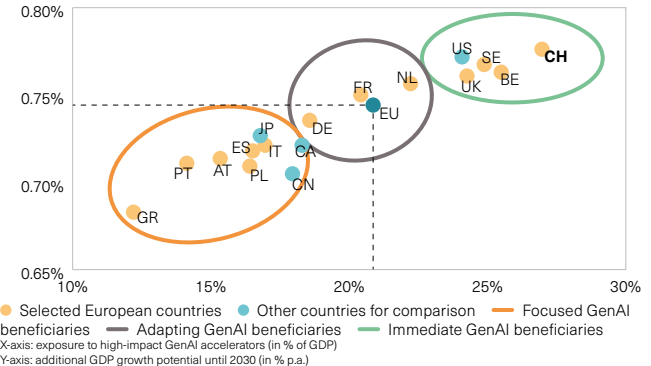 0.80%
US
SE
CH
FR
NL
UK
BE
0.75%
EU
JP
DE
ES
IT
CA
PT
AT
PL
0.70%
CN
GR
0.65%
10%
15%
20%
25%
30%
Selected European countries
Other countries for comparison
Focused GenAI
beneficiaries
Adapting GenAI beneficiaries
Immediate GenAI beneficiaries
X-axis: exposure to high-impact GenAI accelerators (in % of GDP)
Y-axis: additional GDP growth potential until 2030 (in % p.a.)